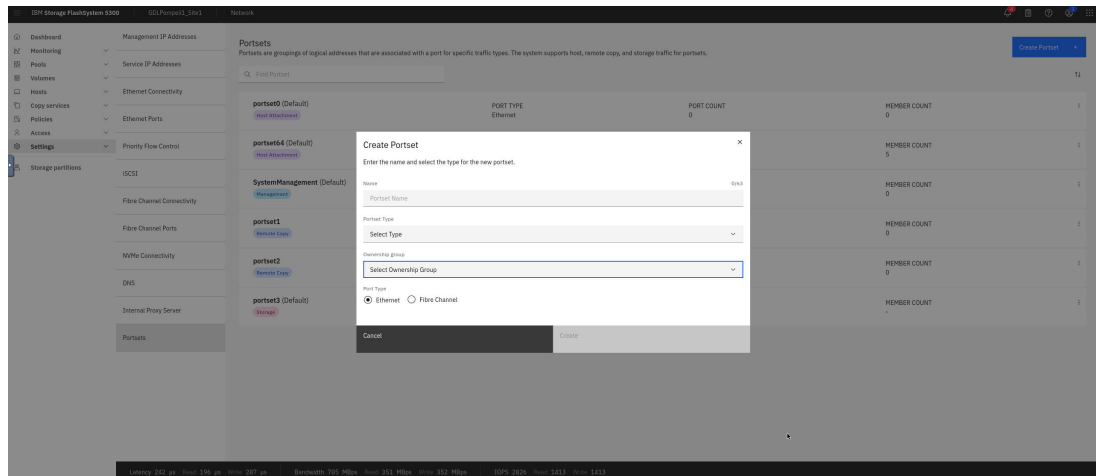 IBM Storage FlashSystem 5300 GDLPompeii_Site1 Network
Dashboard
Monitoring
Pools
Volumes
Hosts
Copy services
Policies
Access
Settings
Storage partitions
Management IP Addresses
Service IP Addresses
Ethernet Connectivity
Ethernet Ports
Priority Flow Control
iSCSI
Fibre Channel Connectivity
Fibre Channel Ports
NVMe Connectivity
DNS
Internal Proxy Server
Portsets
Portsets
Portsets are groupings of logical addresses that are associated with a port for specific traffic types. The system supports host, remote copy, and storage traffic for portsets.
Create Portset +
Find Portset
portset0 (Default) PORT TYPE PORT COUNT MEMBER COUNT
Host Attachment Ethernet 0 0
portset64 (Default) MEMBER COUNT
Host Attachment 5
SystemManagement (Default) MEMBER COUNT
Management 0
portset1 MEMBER COUNT
Remote Copy 0
portset2 MEMBER COUNT
Remote Copy 0
portset3 (Default) MEMBER COUNT
Storage -
Create Portset
Enter the name and select the type for the new portset.
Name 0/63
Portset Name
Portset Type
Select Type
Ownership group
Select Ownership Group
Port Type
Ethernet Fibre Channel
Cancel Create
Latency 242 µs Read 196 µs Write 287 µs Bandwidth 705 MBps Read 351 MBps Write 352 MBps IOPS 2826 Read 1413 Write 1413